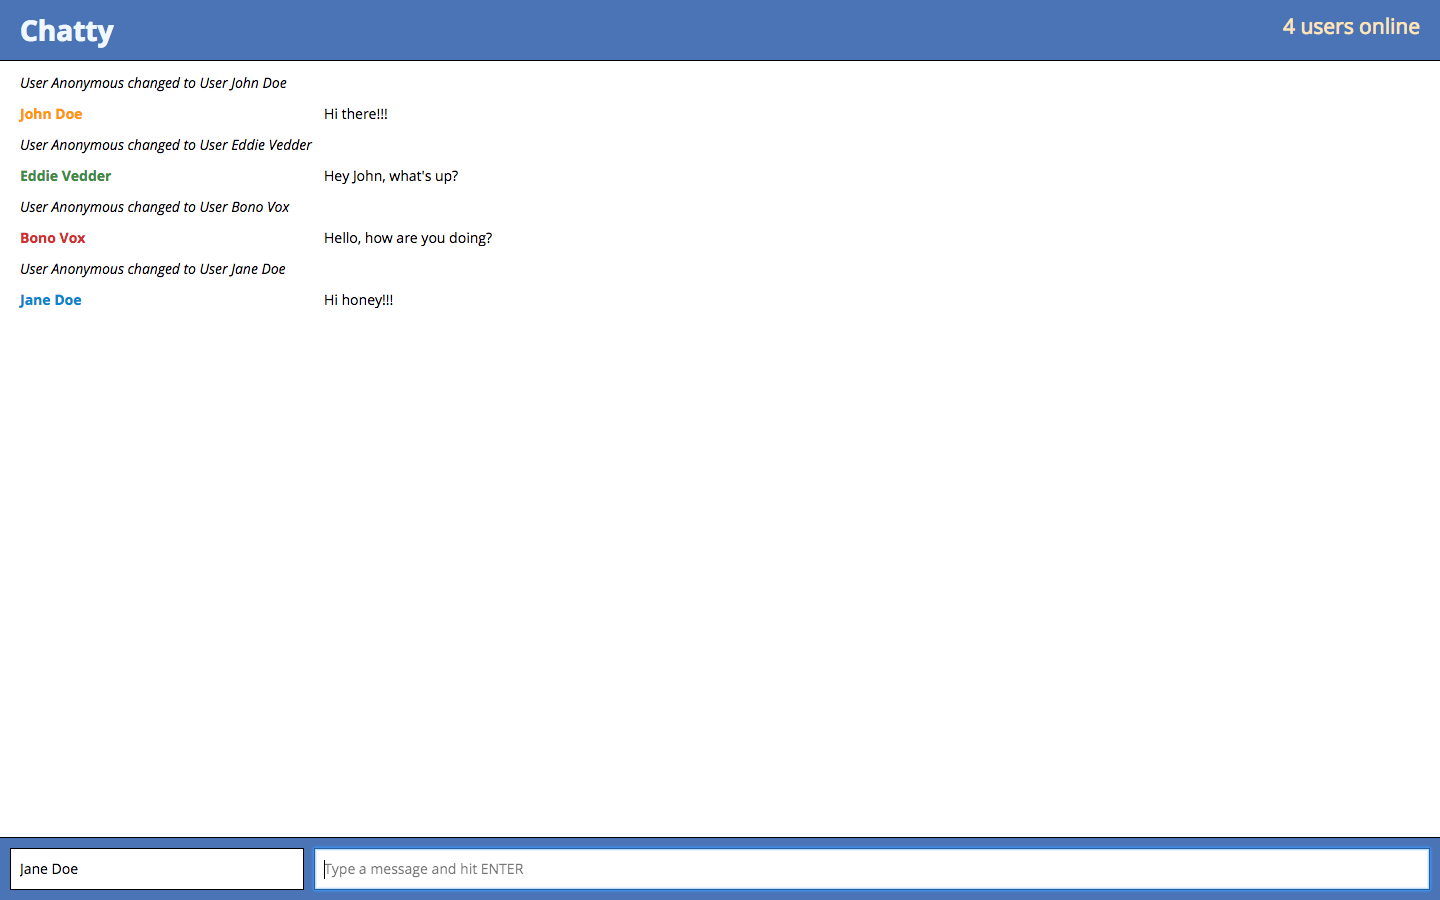 Chatty
4 users online
User Anonymous changed to User John Doe
John Doe Hi there!!!
User Anonymous changed to User Eddie Vedder
Eddie Vedder Hey John, what's up?
User Anonymous changed to User Bono Vox
Bono Vox Hello, how are you doing?
User Anonymous changed to User Jane Doe
Jane Doe Hi honey!!!
Jane Doe
Type a message and hit ENTER